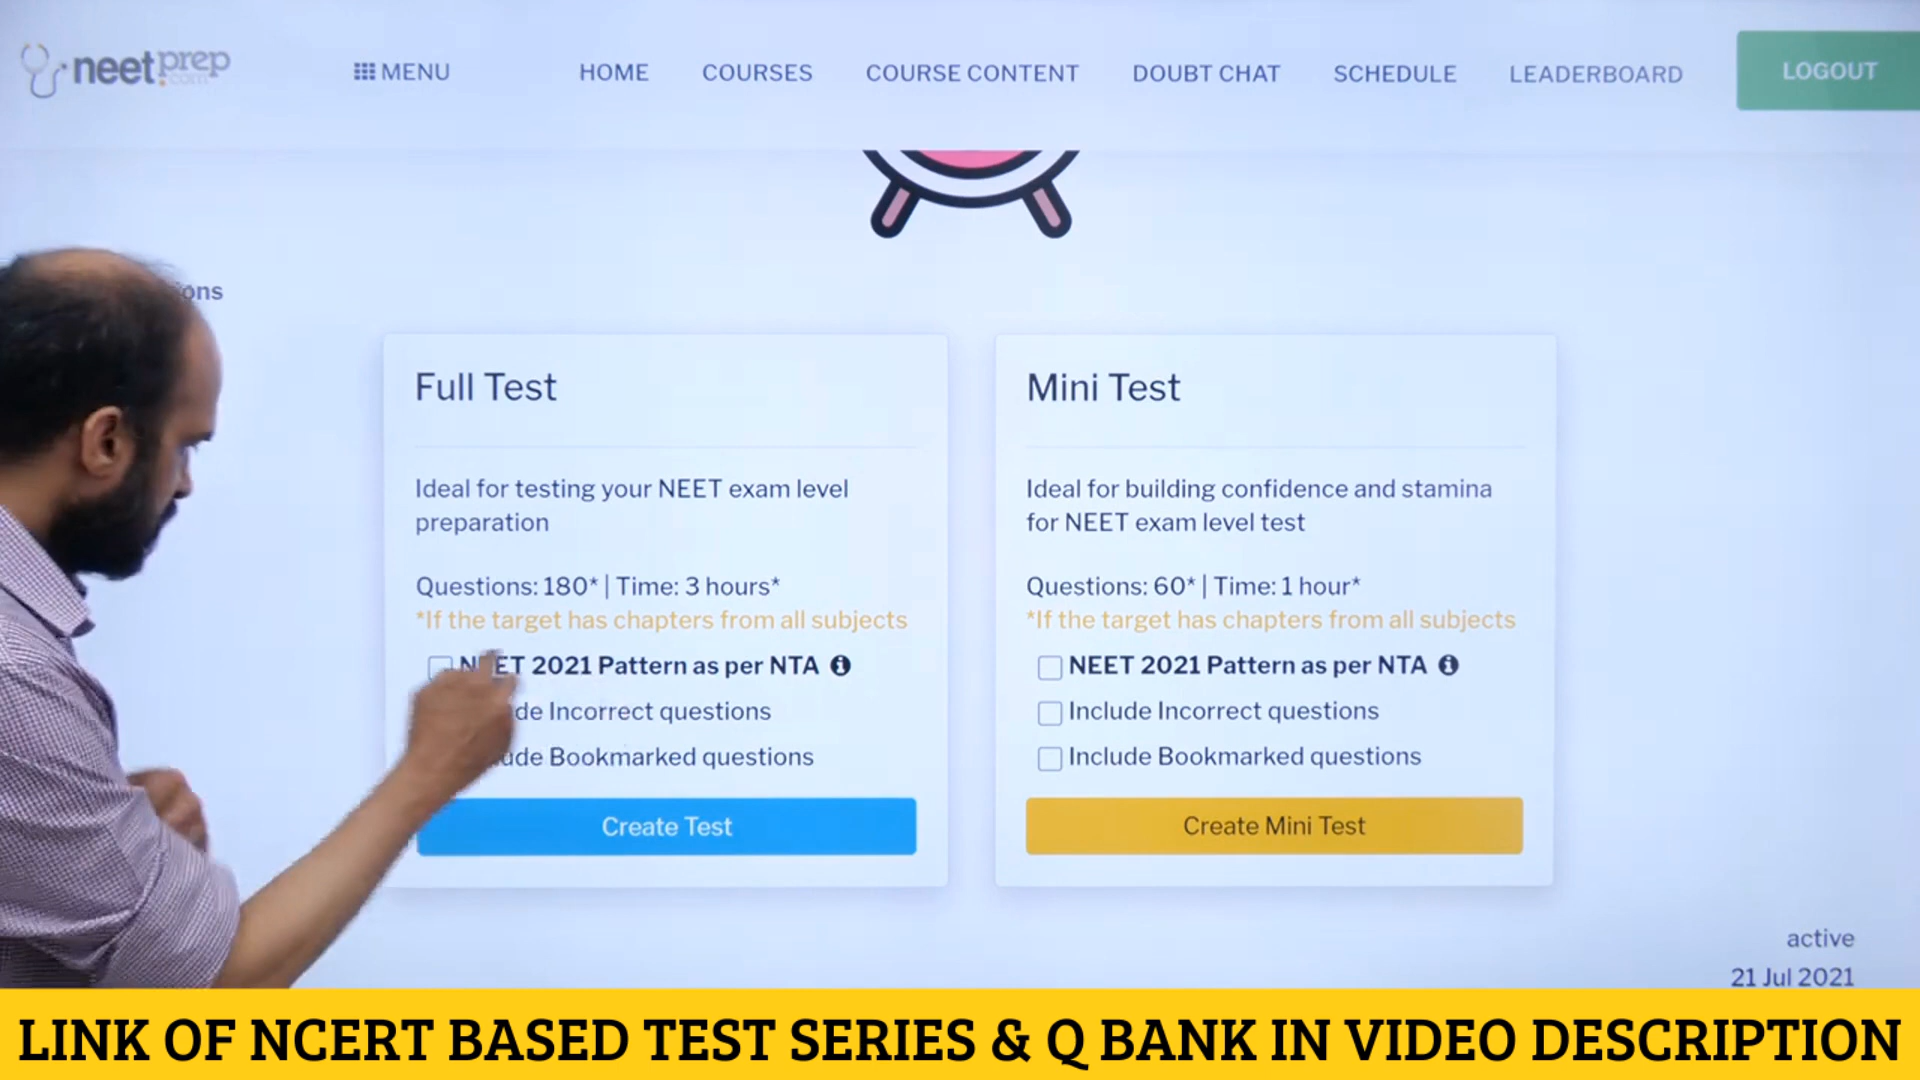 neetprep
.com
MENU HOME COURSES COURSE CONTENT DOUBT CHAT SCHEDULE LEADERBOARD LOGOUT
Full Test
Ideal for testing your NEET exam level
preparation
Questions: 180* | Time: 3 hours*
*If the target has chapters from all subjects
NEET 2021 Pattern as per NTA
Incorrect questions
Bookmarked questions
Create Test
Mini Test
Ideal for building confidence and stamina
for NEET exam level test
Questions: 60* | Time: 1 hour*
*If the target has chapters from all subjects
NEET 2021 Pattern as per NTA
Include Incorrect questions
Include Bookmarked questions
Create Mini Test
active
21 Jul 2021
LINK OF NCERT BASED TEST SERIES & Q BANK IN VIDEO DESCRIPTION